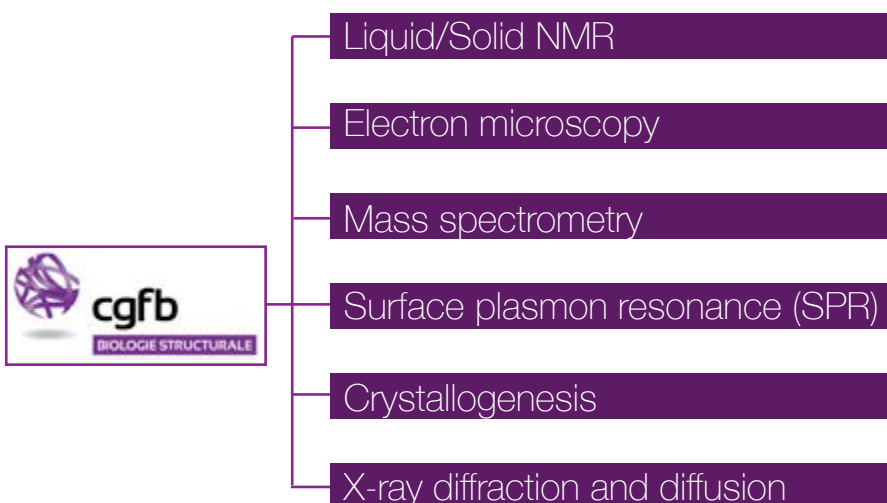 Liquid/Solid NMR
Electron microscopy
Mass spectrometry
cgfb
BIOLOGIE STRUCTURALE
Surface plasmon resonance (SPR)
Crystallogenesis
X-ray diffraction and diffusion